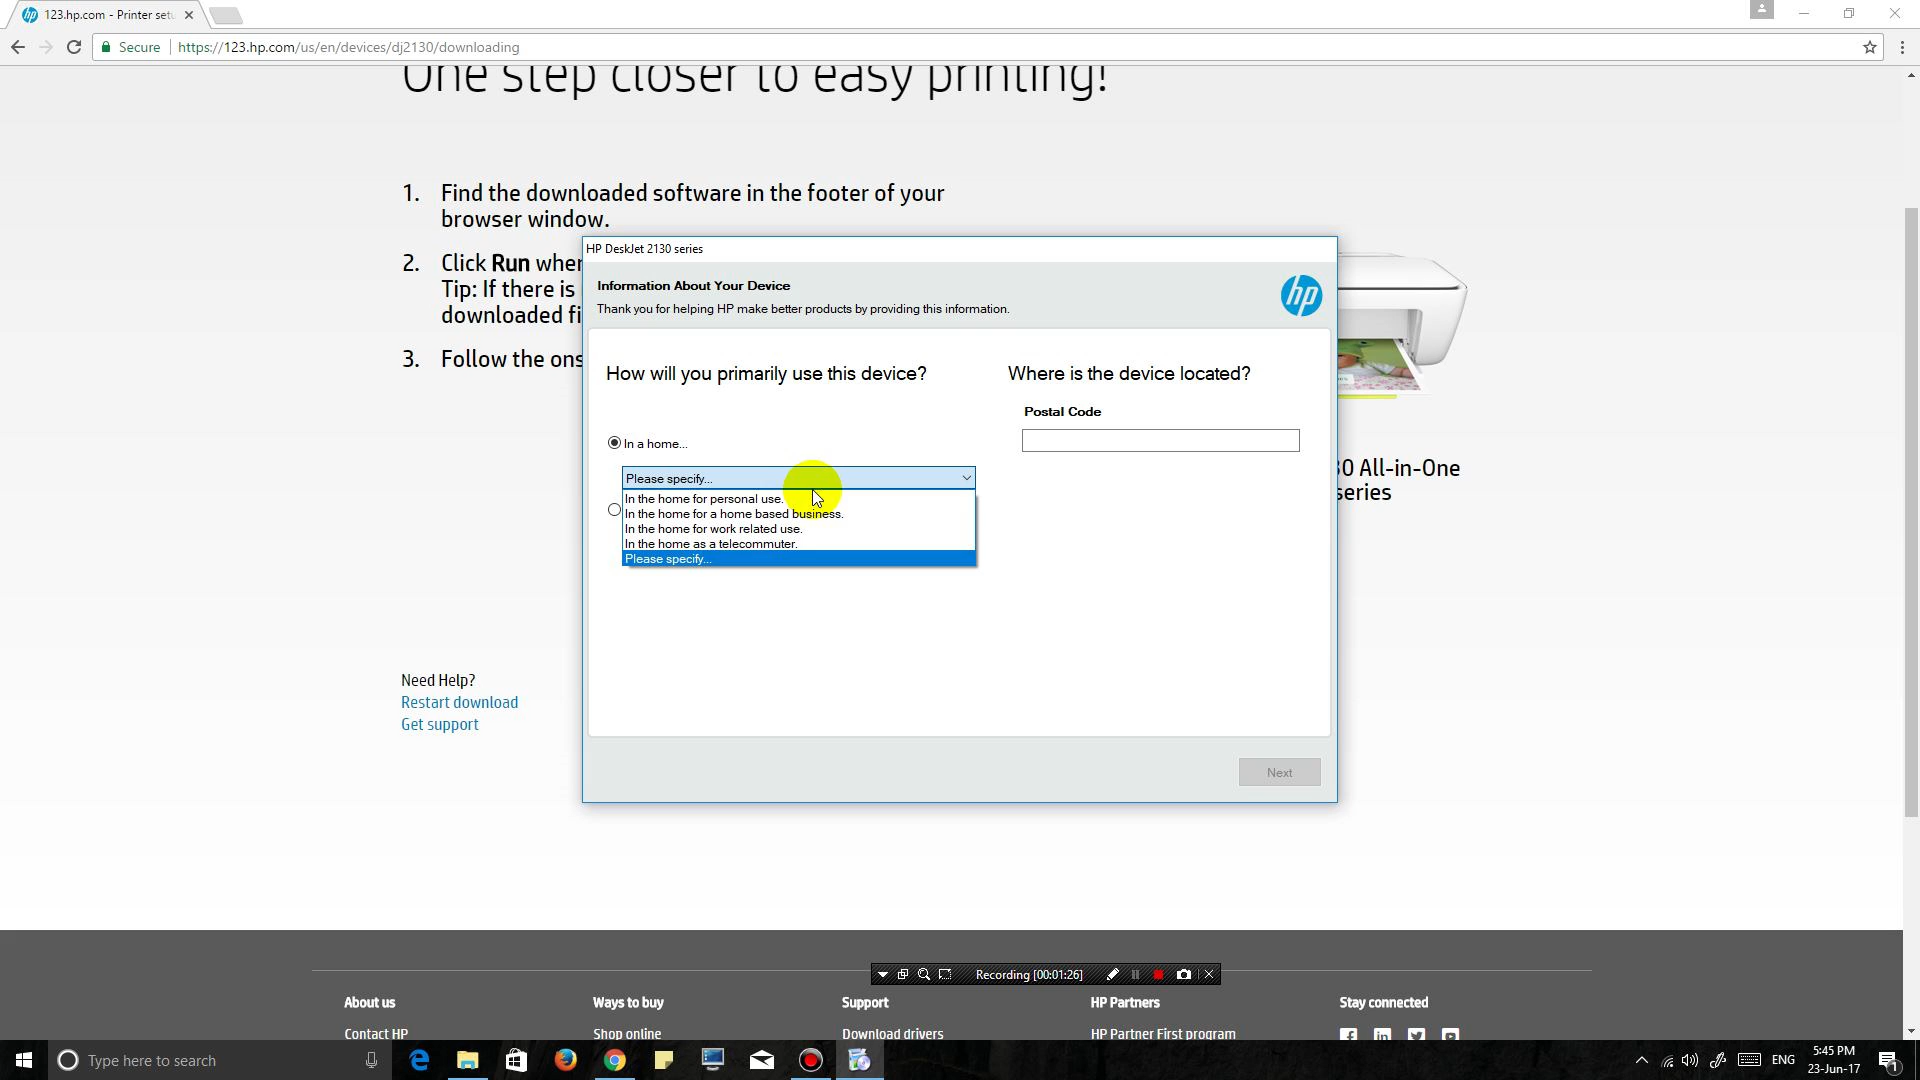 123.hp.com - Printer setu
Secure
https://123.hp.com/us/en/devices/dj2130/downloading
One step closer to easy printing!
1. Find the downloaded software in the footer of your
browser window.
2. Click Run when
Tip: If there is
downloaded fi
3. Follow the ons
HP DeskJet 2130 series
Information About Your Device
Thank you for helping HP make better products by providing this information.
hp
How will you primarily use this device?
Where is the device located?
Postal Code
In a home...
Please specify...
In the home for personal use.
In the home for a home based business.
In the home for work related use.
In the home as a telecommuter.
Please specify...
Next
30 All-in-One
series
Need Help?
Restart download
Get support
Recording [00:01:26]
About us
Ways to buy
Support
HP Partners
Stay connected
Contact HP
Shop online
Download drivers
HP Partner First program
Type here to search
ENG
5:45 PM
23-Jun-17
1